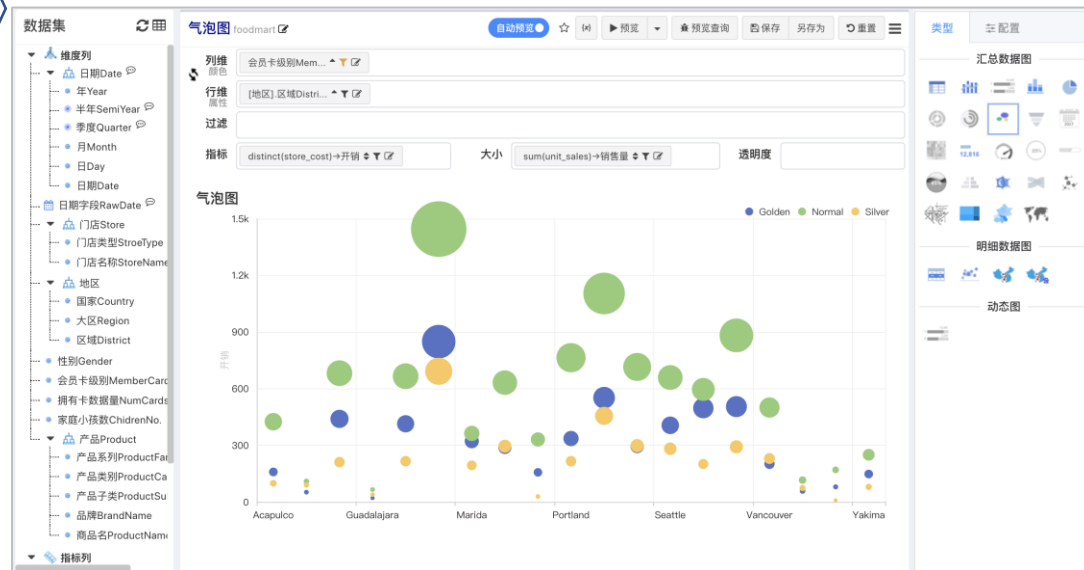 数据集
维度列
日期Date
年Year
半年SemiYear
季度Quarter
月Month
日Day
日期Date
日期字段RawDate
门店Store
门店类型StroeType
门店名称StoreName
地区
国家Country
大区Region
区域District
性别Gender
会员卡级别MemberCard
拥有卡数据量NumCards
家庭小孩数ChidrenNo.
产品Product
产品系列ProductFar
产品类别ProductCa
产品子类ProductSu
品牌BrandName
商品名ProductName
指标列
气泡图 foodmart
自动预览 预览 预览查询 保存 另存为 重置
列维 会员卡级别Mem...
颜色
行维 [地区].区域Distri...
属性
过滤
指标 distinct(store_cost)→开销 大小 sum(unit_sales)→销售量 透明度
气泡图
Golden Normal Silver
1.5k
1.2k
900
600
300
0
开销
Acapulco Guadalajara Marida Portland Seattle Vancouver Yakima
类型 配置
汇总数据图
12,816
明细数据图
动态图